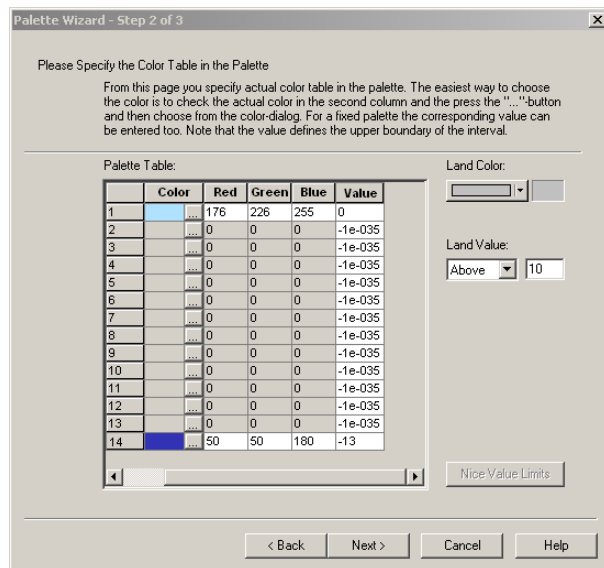 Palette Wizard - Step 2 of 3
Please Specify the Color Table in the Palette
From this page you specify actual color table in the palette. The easiest way to choose
the color is to check the actual color in the second column and the press the "..."-button
and then choose from the color-dialog. For a fixed palette the corresponding value can
be entered too. Note that the value defines the upper boundary of the interval.
Palette Table:
Color Red Green Blue Value
1 ... 176 226 255 0
2 ... 0 0 0 -1e-035
3 ... 0 0 0 -1e-035
4 ... 0 0 0 -1e-035
5 ... 0 0 0 -1e-035
6 ... 0 0 0 -1e-035
7 ... 0 0 0 -1e-035
8 ... 0 0 0 -1e-035
9 ... 0 0 0 -1e-035
10 ... 0 0 0 -1e-035
11 ... 0 0 0 -1e-035
12 ... 0 0 0 -1e-035
13 ... 0 0 0 -1e-035
14 ... 50 50 180 -13
Land Color:
Land Value:
Above 10
Nice Value Limits
< Back Next > Cancel Help